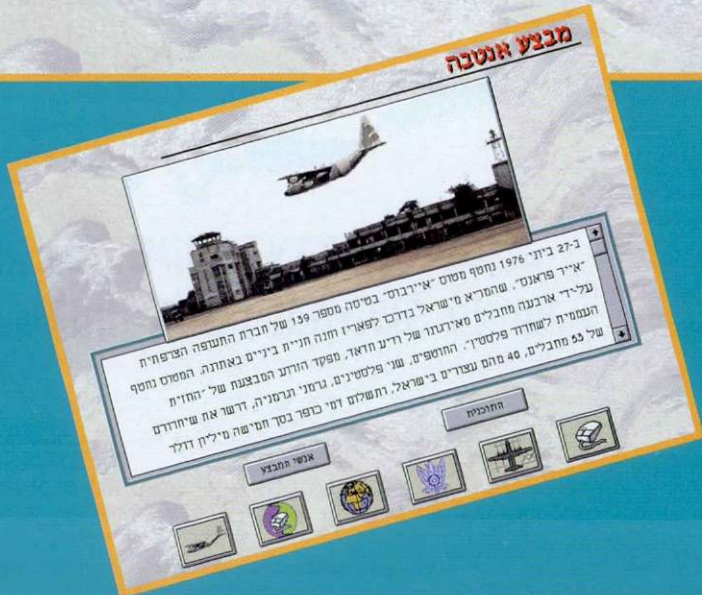 מבצע אנטבה
ב-27 ביוני 1976 נחטף מטוס "איירבוס" בטיסה מספר 139 של חברת התעופה הצרפתית
"אייר פראנס", שהמריא מישראל בדרכו לפאריז וחנה חניית ביניים באתונה. המטוס נחטף
על-ידי ארבעה מחבלים מאירגונו של ודיע חדאד, מפקד הזרוע המבצעת של "החזית
העממית לשחרור פלסטין". החוטפים, שני פלסטינים, גרמני וגרמניה, דרשו את שיחרורם
של 53 מחבלים, 40 מהם עצורים בישראל, ותשלום דמי כופר בסך חמישה מיליון דולר
התוכנית
אנשי המבצע